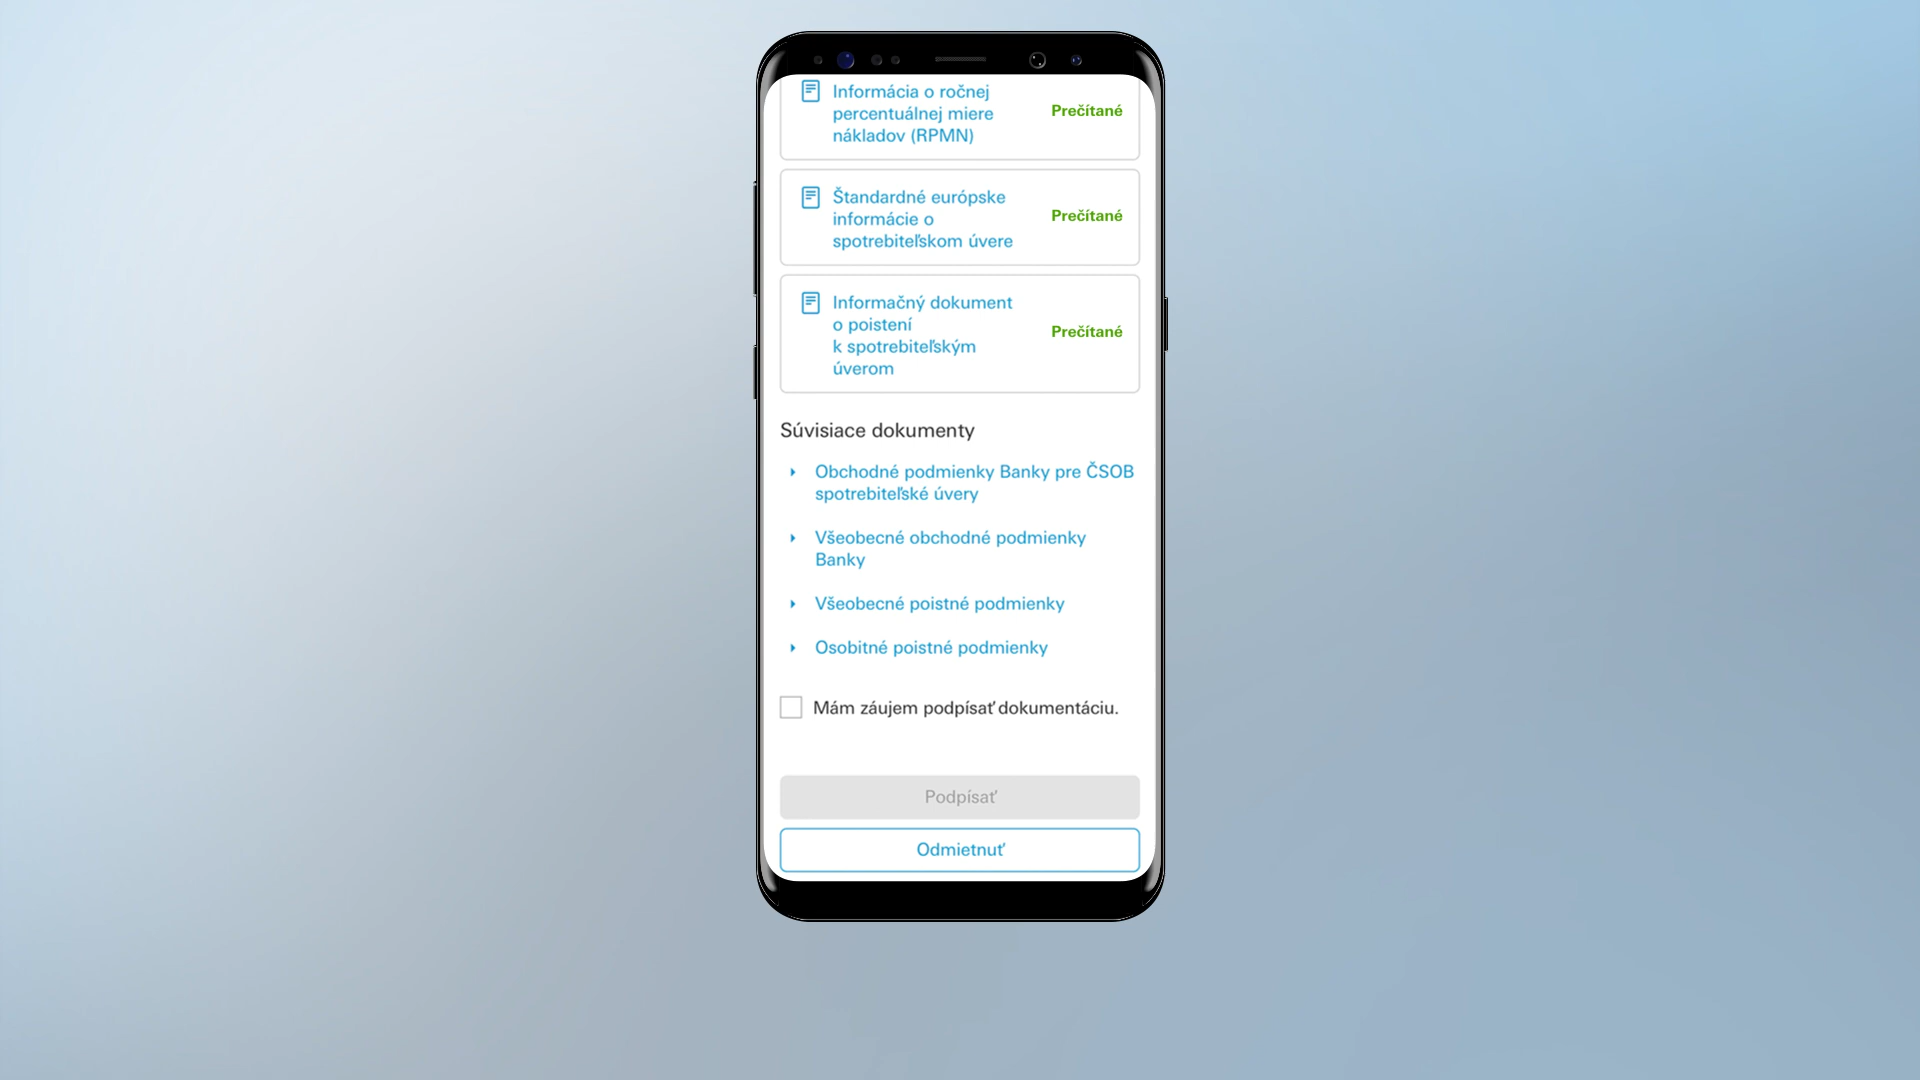 Informácia o ročnej
percentuálnej miere
nákladov (RPMN)
Prečítané
Štandardné európske
informácie o
spotrebiteľskom úvere
Prečítané
Informačný dokument
o poistení
k spotrebiteľským
úverom
Prečítané
Súvisiace dokumenty
Obchodné podmienky Banky pre ČSOB
spotrebiteľské úvery
Všeobecné obchodné podmienky
Banky
Všeobecné poistné podmienky
Osobitné poistné podmienky
Mám záujem podpísať dokumentáciu.
Podpísať
Odmietnuť